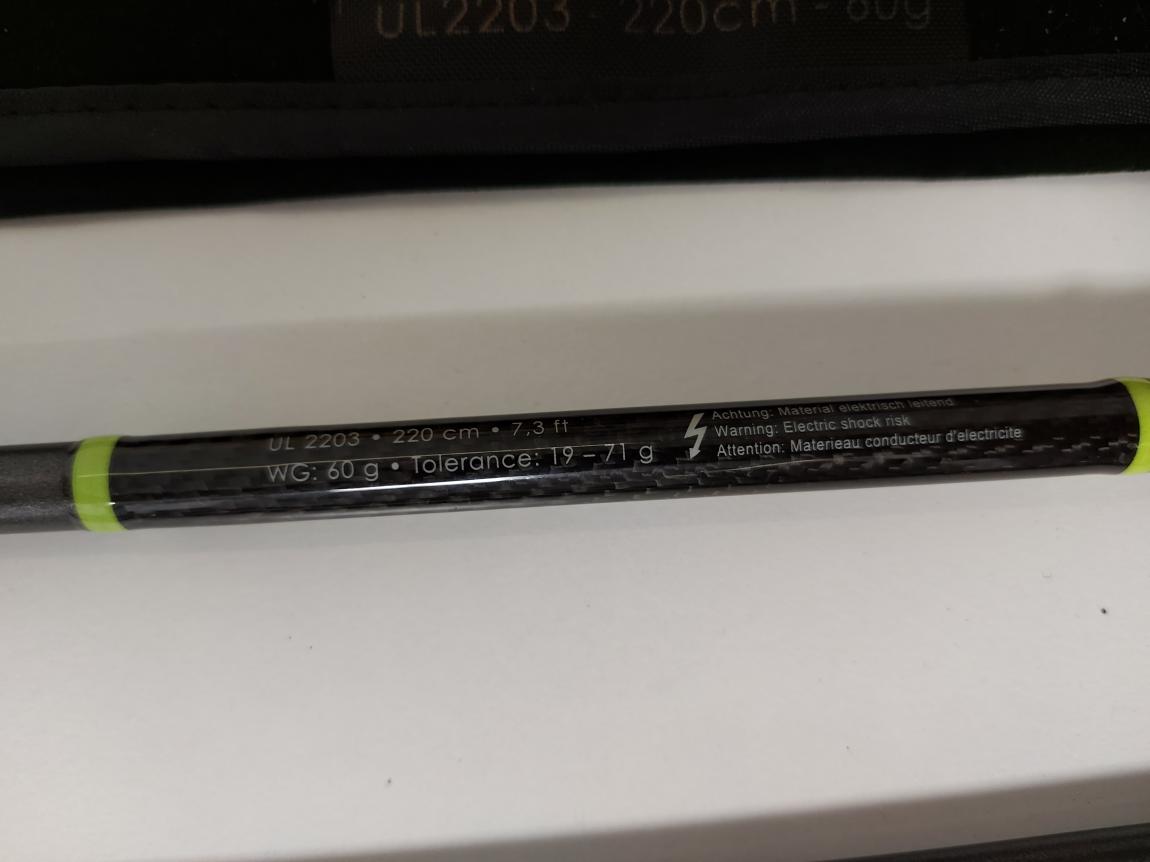 UL2203 - 220cm - 60g
UL 2203 • 220 cm • 7,3 ft
WG: 60 g • Tolerance: 19 – 71 g
Achtung: Material elektrisch leitend
Warning: Electric shock risk
Attention: Materieau conducteur d'electricite